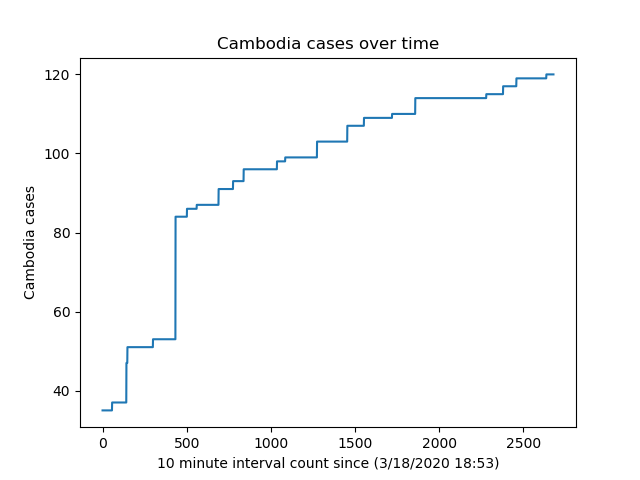 Cambodia cases over time
120
100
80
60
40
Cambodia cases
0 500 1000 1500 2000 2500
10 minute interval count since (3/18/2020 18:53)